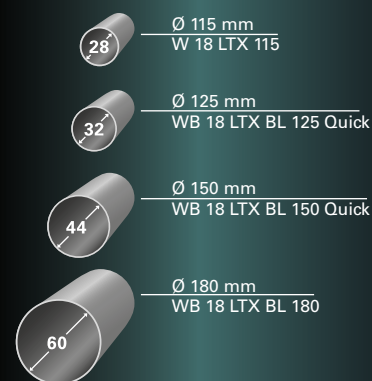 28
Ø 115 mm
W 18 LTX 115
32
Ø 125 mm
WB 18 LTX BL 125 Quick
44
Ø 150 mm
WB 18 LTX BL 150 Quick
60
Ø 180 mm
WB 18 LTX BL 180